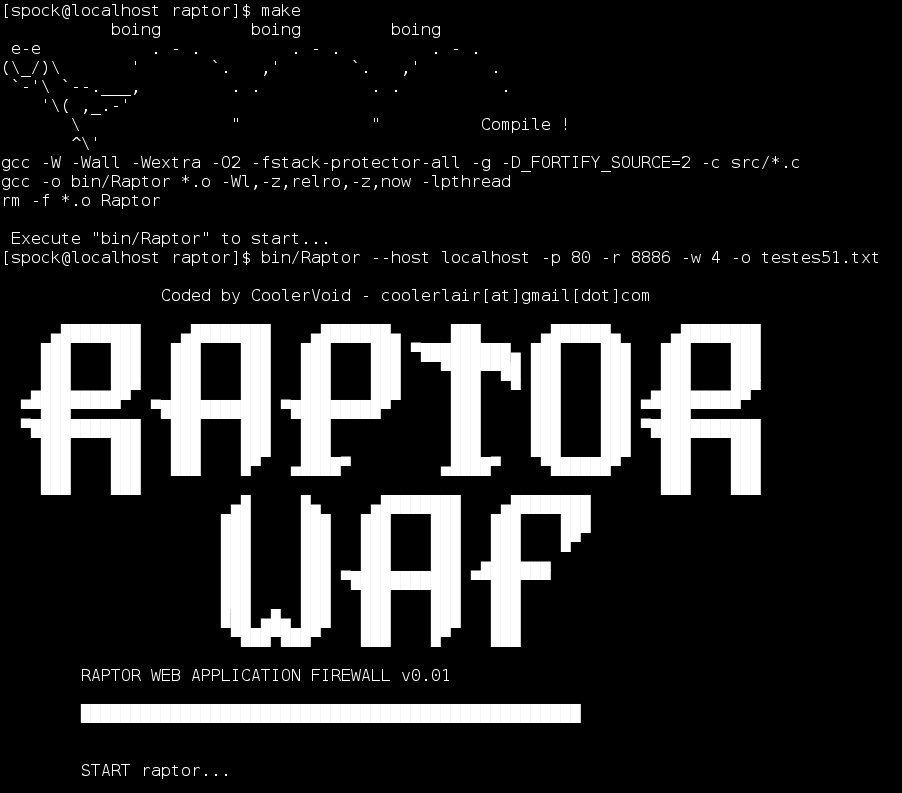 [spock@localhost raptor]$ make
           boing         boing         boing
 e-e           . - .         . - .         . - .
(\_/)\       '       `.   ,'       `.   ,'       .
 `-'\ `--.___,         . .           . .          .
    '\( ,_.-'
       \               "             "          Compile !
       ^\'
gcc -W -Wall -Wextra -O2 -fstack-protector-all -g -D_FORTIFY_SOURCE=2 -c src/*.c
gcc -o bin/Raptor *.o -Wl,-z,relro,-z,now -lpthread
rm -f *.o Raptor
Execute "bin/Raptor" to start...
[spock@localhost raptor]$ bin/Raptor --host localhost -p 80 -r 8886 -w 4 -o testes51.txt
Coded by CoolerVoid - coolerlair[at]gmail[dot]com
RAPTOR
WAF
RAPTOR WEB APPLICATION FIREWALL v0.01
START raptor...